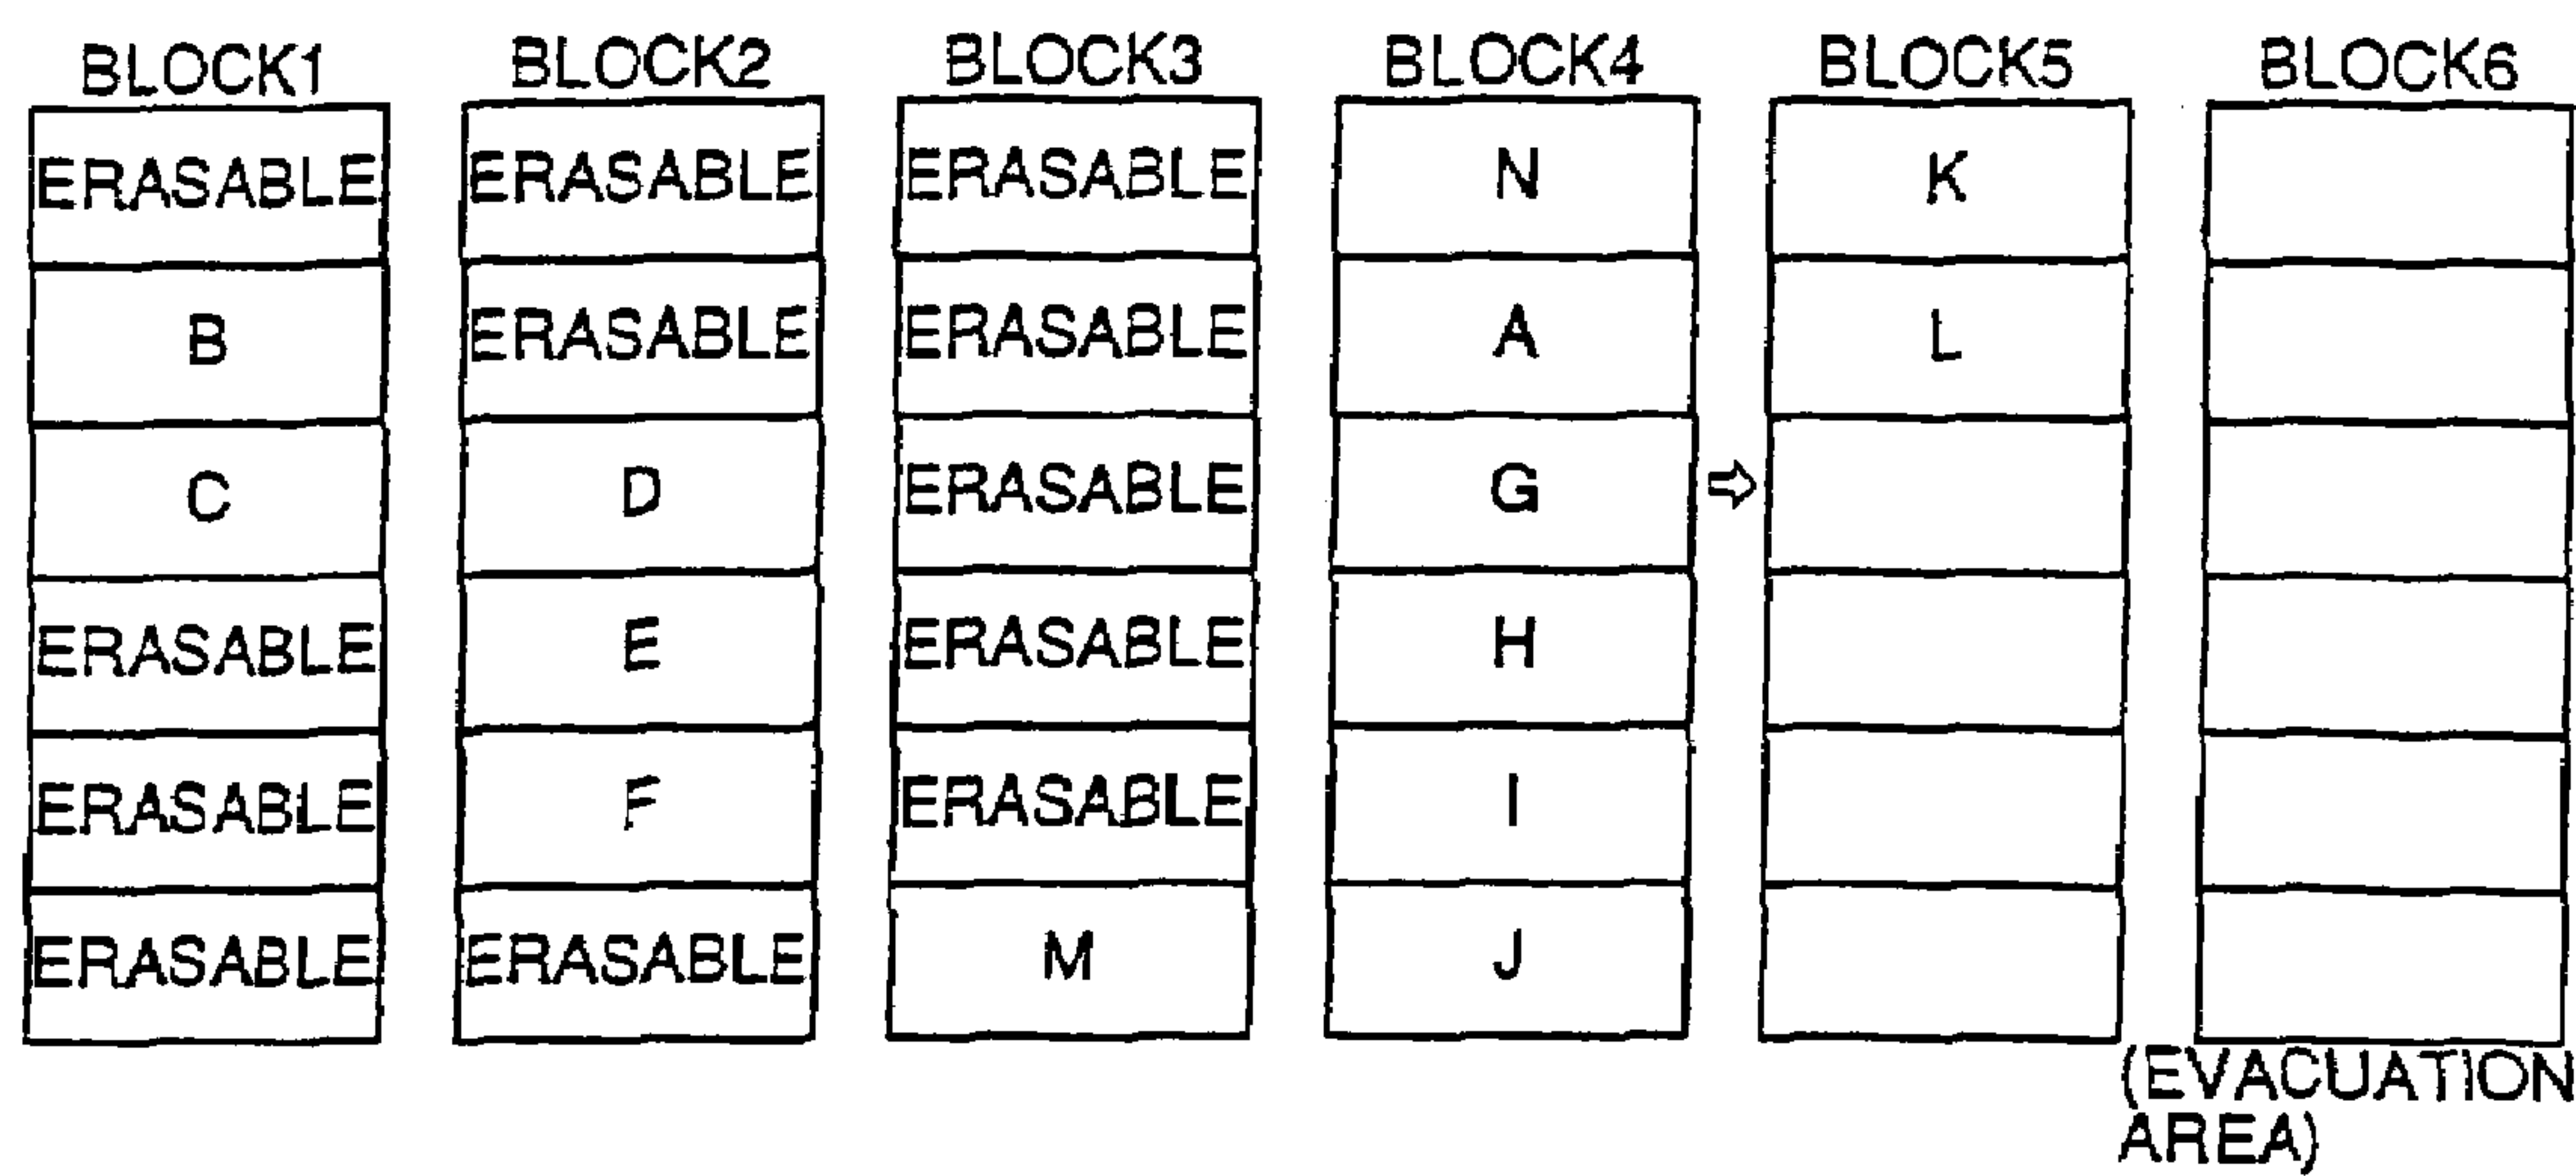 BLOCK1 BLOCK2 BLOCK3 BLOCK4 BLOCK5 BLOCK6
ERASABLE ERASABLE ERASABLE N K
B ERASABLE ERASABLE A L
C D ERASABLE G ⇨
ERASABLE E ERASABLE H
ERASABLE F ERASABLE I
ERASABLE ERASABLE M J
(EVACUATION
AREA)